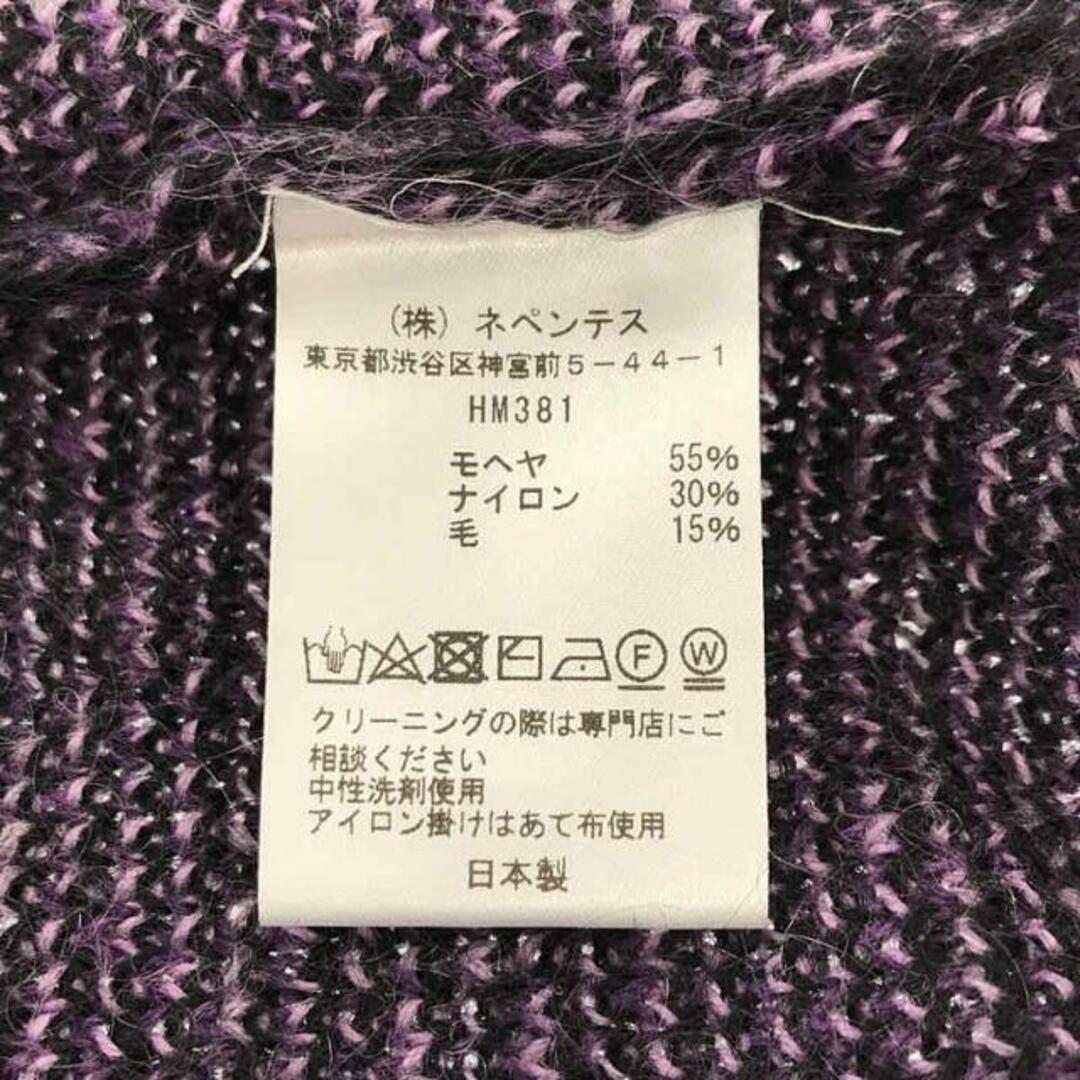 (株) ネペンテス
東京都渋谷区神宮前5-44-1
HM381
モヘヤ 55%
ナイロン 30%
毛 15%
F W
クリーニングの際は専門店にご
相談ください
中性洗剤使用
アイロン掛けはあて布使用
日本製